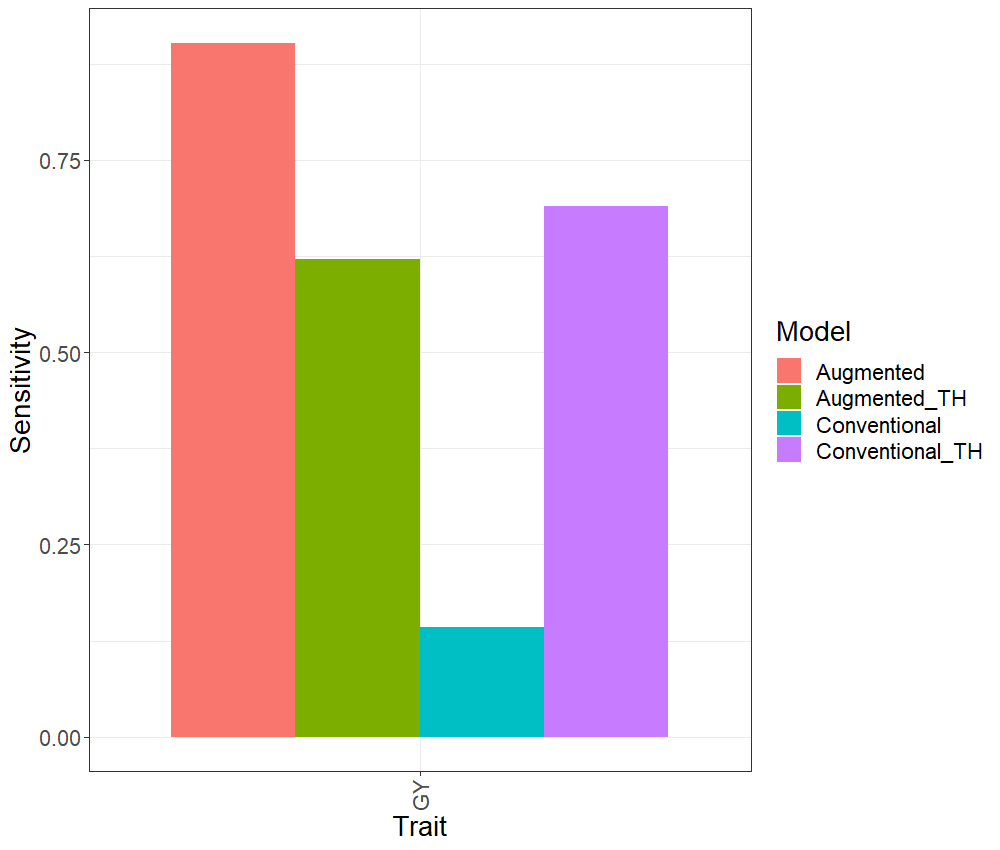 Sensitivity
0.75
0.50
0.25
0.00
GY
Trait
Model
Augmented
Augmented_TH
Conventional
Conventional_TH